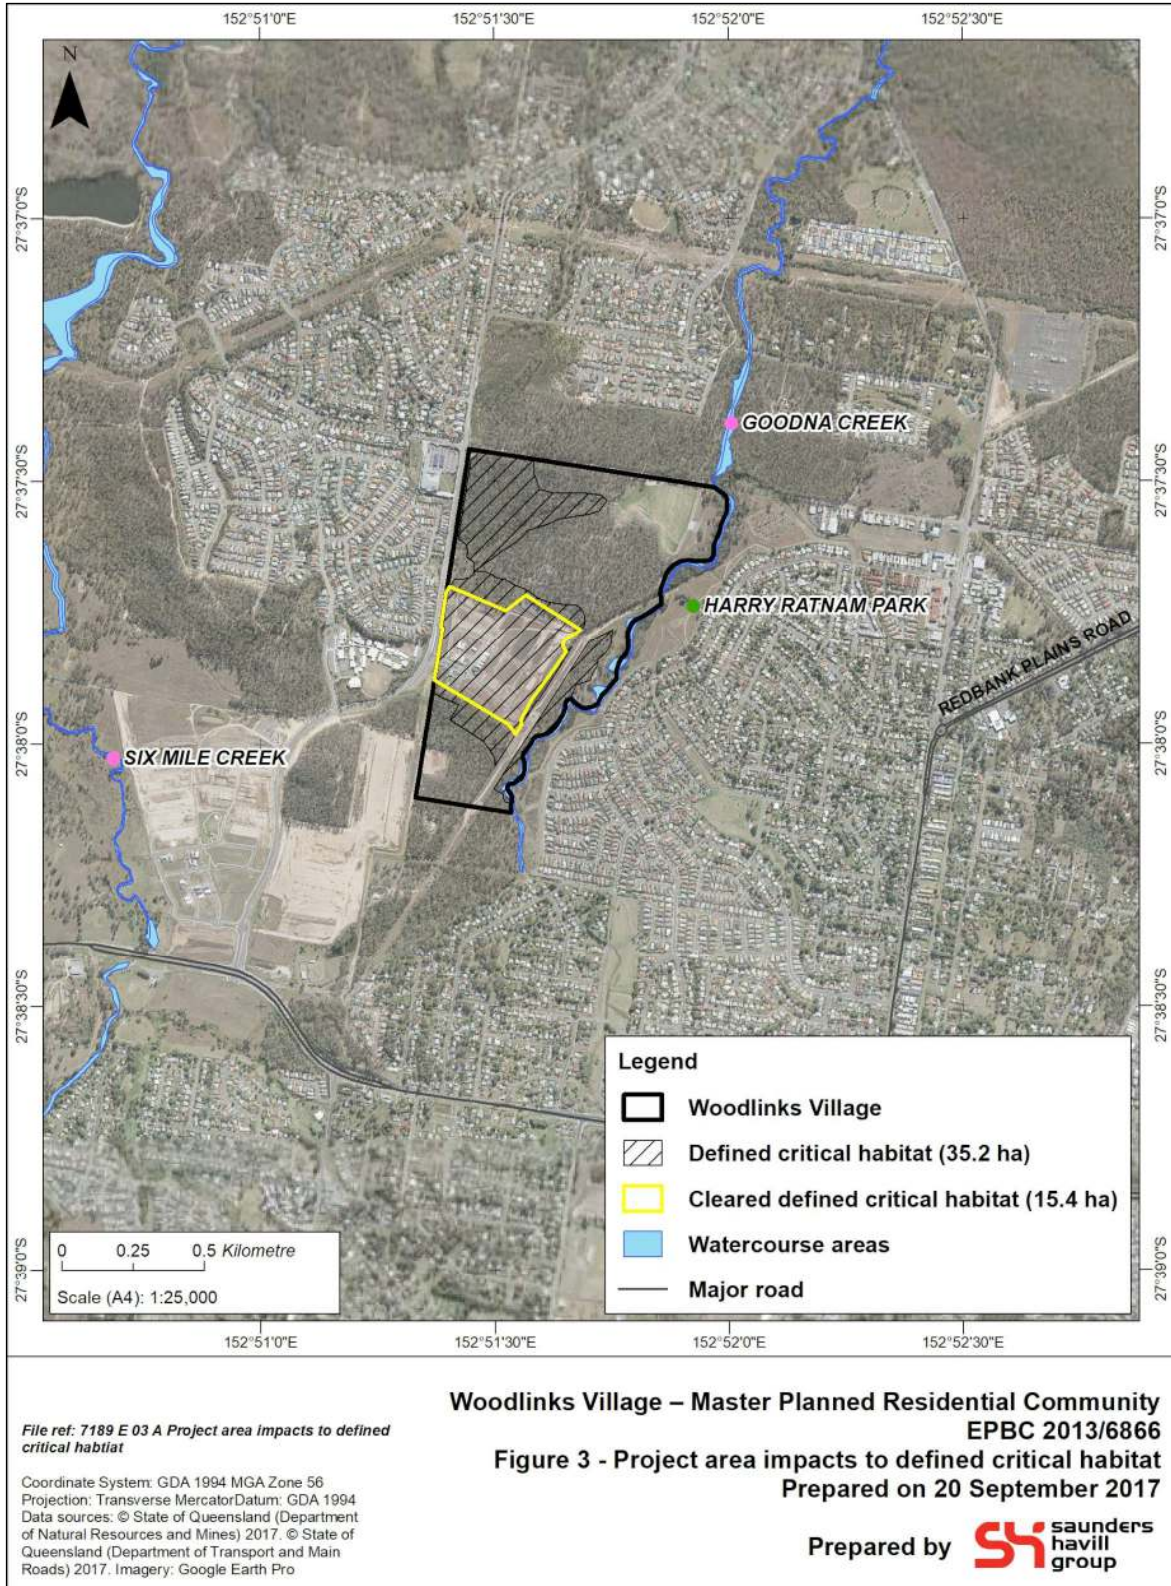 152°51'0"E
152°51'30"E
152°52'0"E
152°52'30"E
N
27°37'0"S
27°37'0"S
GOODNA CREEK
27°37'30"S
27°37'30"S
HARRY RATNAM PARK
REDBANK PLAINS ROAD
SIX MILE CREEK
27°38'0"S
27°38'0"S
27°38'30"S
27°38'30"S
Legend
Woodlinks Village
Defined critical habitat (35.2 ha)
Cleared defined critical habitat (15.4 ha)
Watercourse areas
Major road
0 0.25 0.5 Kilometre
Scale (A4): 1:25,000
27°39'0"S
27°39'0"S
152°51'0"E
152°51'30"E
152°52'0"E
152°52'30"E
Woodlinks Village – Master Planned Residential Community
EPBC 2013/6866
Figure 3 - Project area impacts to defined critical habitat
Prepared on 20 September 2017
File ref: 7189 E 03 A Project area impacts to defined
critical habtiat
Coordinate System: GDA 1994 MGA Zone 56
Projection: Transverse MercatorDatum: GDA 1994
Data sources: © State of Queensland (Department
of Natural Resources and Mines) 2017. © State of
Queensland (Department of Transport and Main
Roads) 2017. Imagery: Google Earth Pro
Prepared by
saunders
havill
group